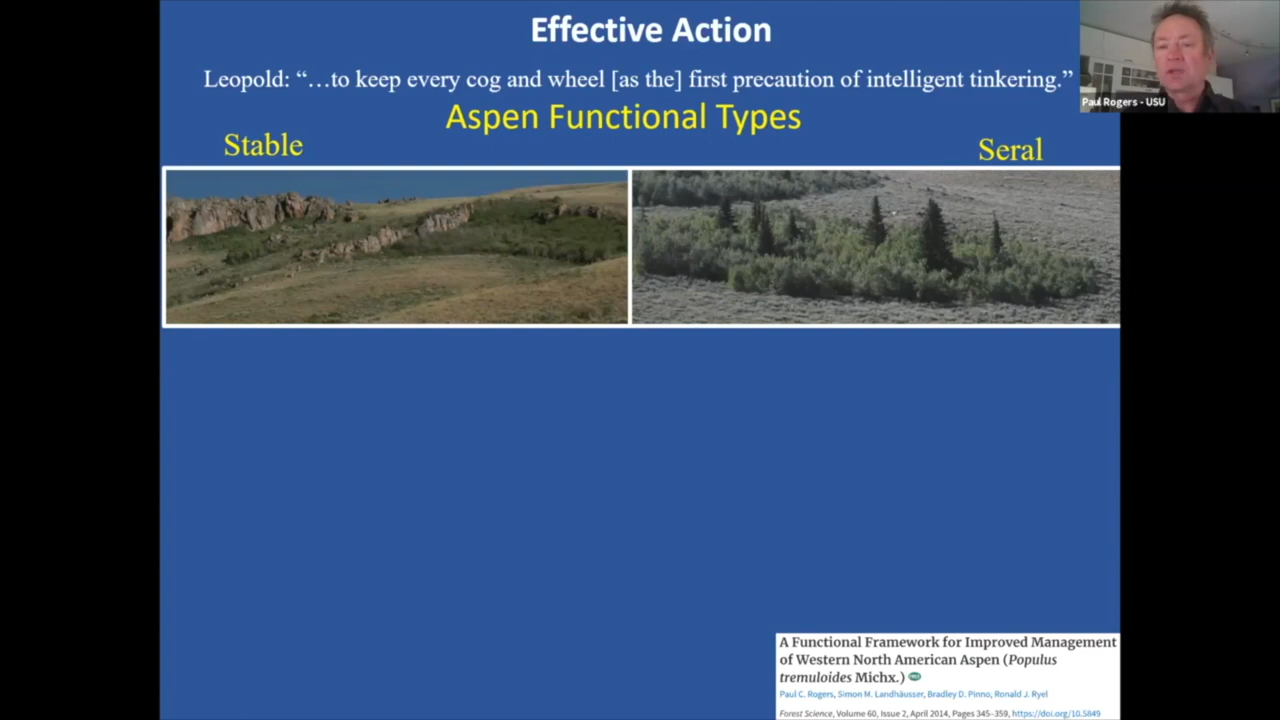 Effective Action
Leopold: “…to keep every cog and wheel [as the] first precaution of intelligent tinkering.”
Paul Rogers - USU
Aspen Functional Types
Stable
Seral
A Functional Framework for Improved Management
of Western North American Aspen (Populus
tremuloides Michx.)
Paul C. Rogers, Simon M. Landhäusser, Bradley D. Pinno, Ronald J. Ryel
Forest Science, Volume 60, Issue 2, April 2014, Pages 345–359, https://doi.org/10.5849